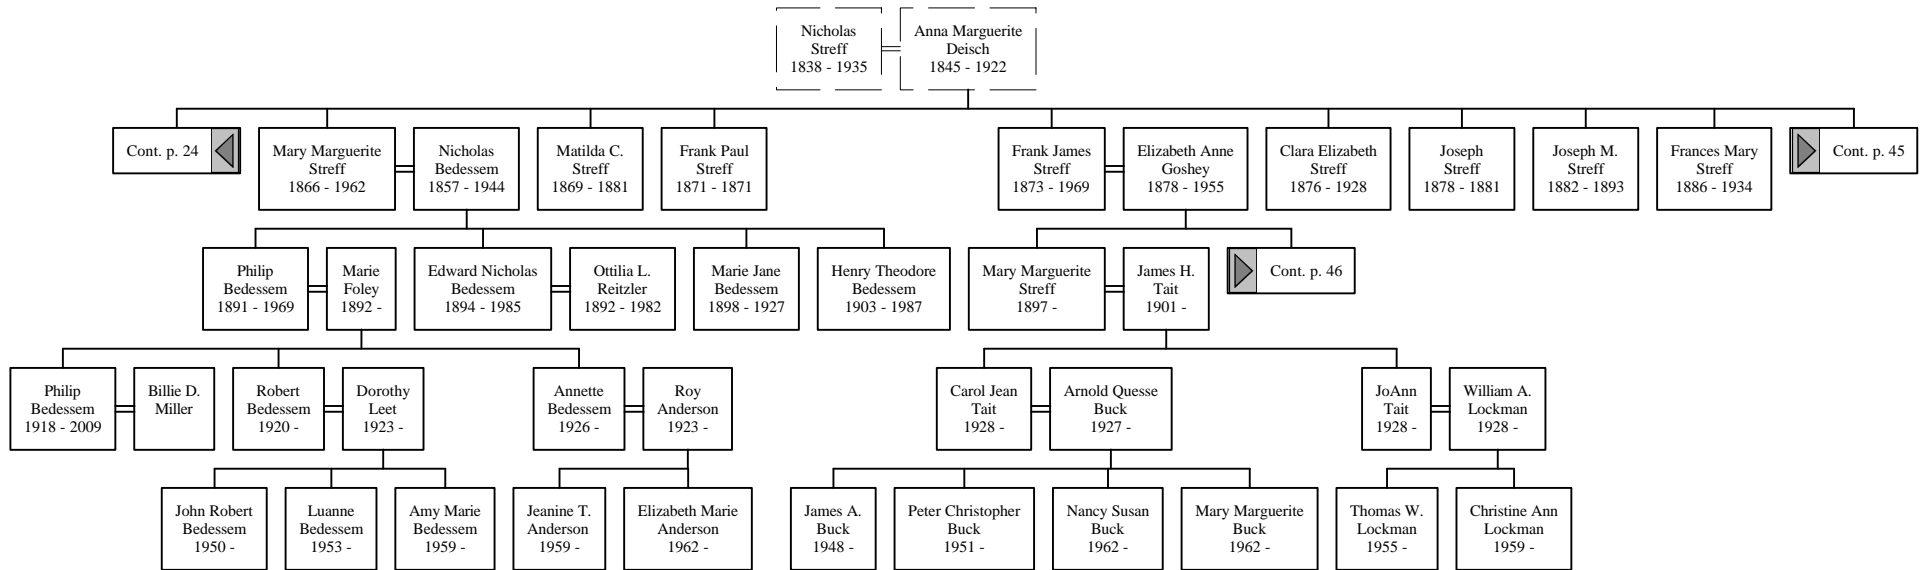 Nicholas
Streff
1838 - 1935
Anna Marguerite
Deisch
1845 - 1922
Cont. p. 24
Mary Marguerite
Streff
1866 - 1962
Nicholas
Bedessem
1857 - 1944
Matilda C.
Streff
1869 - 1881
Frank Paul
Streff
1871 - 1871
Frank James
Streff
1873 - 1969
Elizabeth Anne
Goshey
1878 - 1955
Clara Elizabeth
Streff
1876 - 1928
Joseph
Streff
1878 - 1881
Joseph M.
Streff
1882 - 1893
Frances Mary
Streff
1886 - 1934
Cont. p. 45
Philip
Bedessem
1891 - 1969
Marie
Foley
1892 -
Edward Nicholas
Bedessem
1894 - 1985
Ottilia L.
Reitzler
1892 - 1982
Marie Jane
Bedessem
1898 - 1927
Henry Theodore
Bedessem
1903 - 1987
Mary Marguerite
Streff
1897 -
James H.
Tait
1901 -
Cont. p. 46
Philip
Bedessem
1918 - 2009
Billie D.
Miller
Robert
Bedessem
1920 -
Dorothy
Leet
1923 -
Annette
Bedessem
1926 -
Roy
Anderson
1923 -
Carol Jean
Tait
1928 -
Arnold Quesse
Buck
1927 -
JoAnn
Tait
1928 -
William A.
Lockman
1928 -
John Robert
Bedessem
1950 -
Luanne
Bedessem
1953 -
Amy Marie
Bedessem
1959 -
Jeanine T.
Anderson
1959 -
Elizabeth Marie
Anderson
1962 -
James A.
Buck
1948 -
Peter Christopher
Buck
1951 -
Nancy Susan
Buck
1962 -
Mary Marguerite
Buck
1962 -
Thomas W.
Lockman
1955 -
Christine Ann
Lockman
1959 -